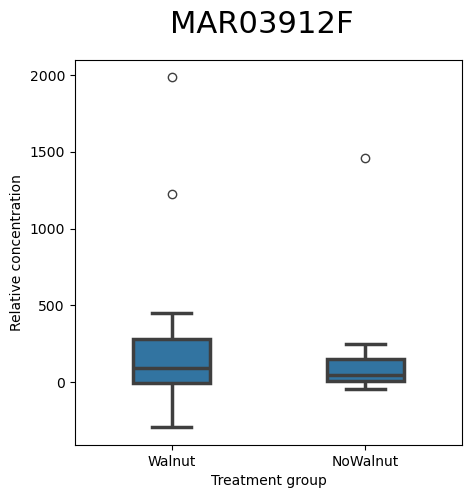 MAR03912F
2000
1500
1000
500
0
Relative concentration
Walnut NoWalnut
Treatment group